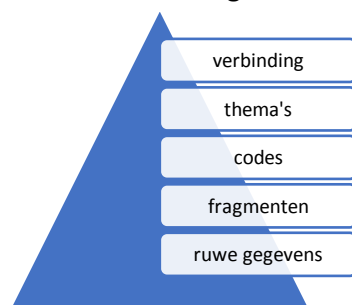 verbinding
thema's
codes
fragmenten
ruwe gegevens